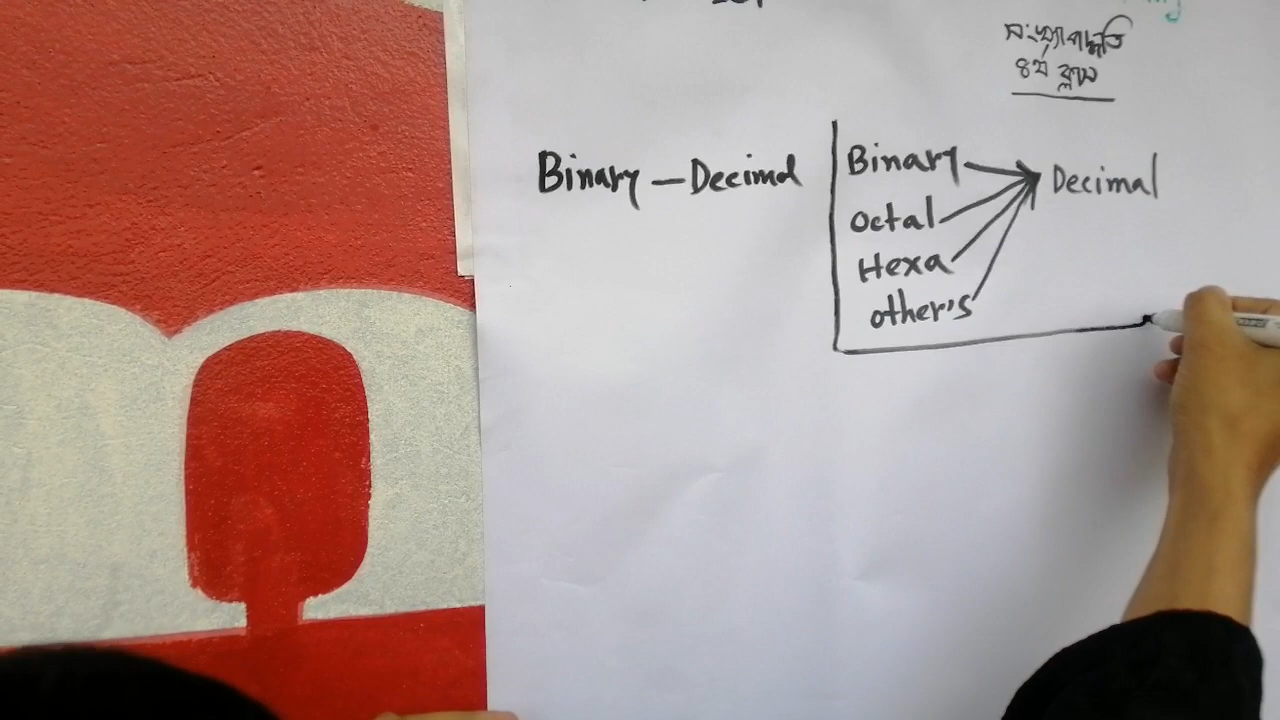 সংখ্যাপদ্ধতি
৪র্থ ক্লাস
Binary – Decimal
Binary
Octal
Hexa
other's
Decimal